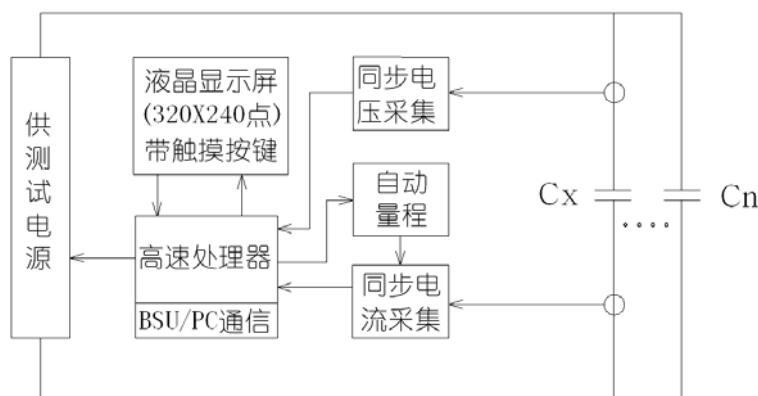 供
测
试
电
源
液晶显示屏
(320X240点)
带触摸按键
同步电
压采集
自动
量程
高速处理器
BSU/PC通信
同步电
流采集
Cx
Cn